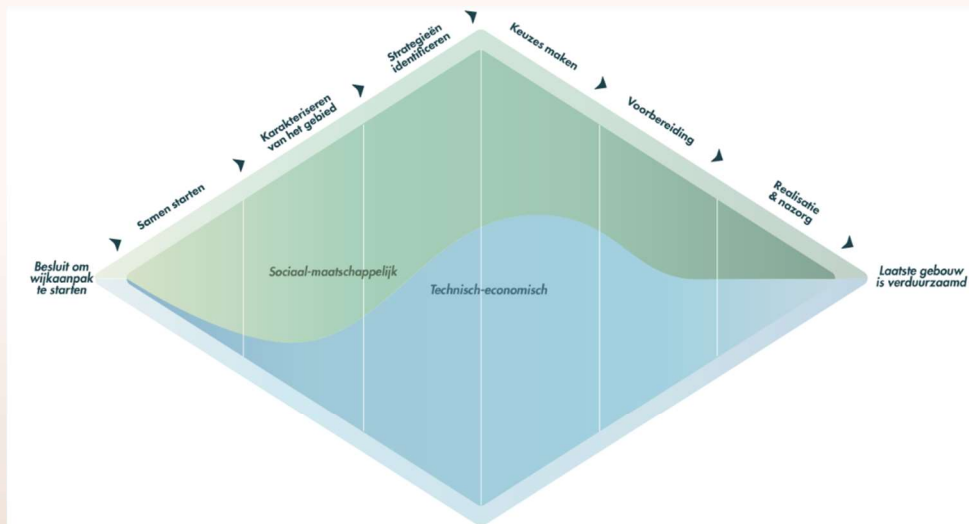 Besluit om
wijkaanpak
te starten
Samen starten
Karakteriseren
van het gebied
Strategieën
identificeren
Keuzes maken
Voorbereiding
Realisatie
& nazorg
Laatste gebouw
is verduurzaamd
Sociaal-maatschappelijk
Technisch-economisch